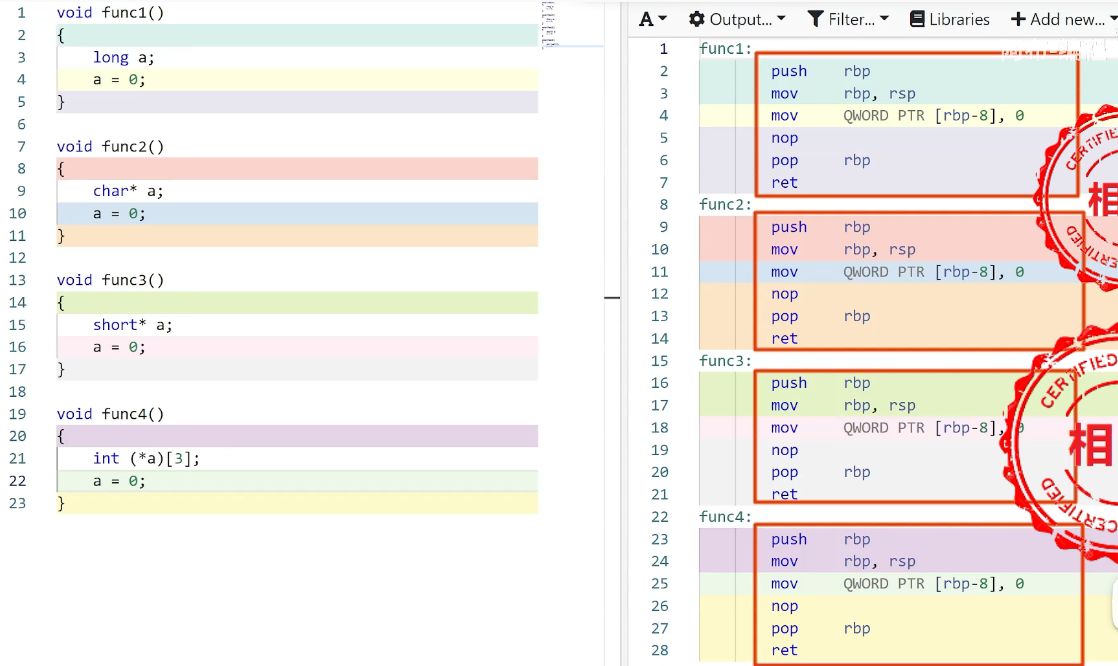 1 void func1()
2 {
3 long a;
4 a = 0;
5 }
6
7 void func2()
8 {
9 char* a;
10 a = 0;
11 }
12
13 void func3()
14 {
15 short* a;
16 a = 0;
17 }
18
19 void func4()
20 {
21 int (*a)[3];
22 a = 0;
23 }
A Output... Filter... Libraries + Add new...
1 func1:
2 push rbp
3 mov rbp, rsp
4 mov QWORD PTR [rbp-8], 0
5 nop
6 pop rbp
7 ret
8 func2:
9 push rbp
10 mov rbp, rsp
11 mov QWORD PTR [rbp-8], 0
12 nop
13 pop rbp
14 ret
15 func3:
16 push rbp
17 mov rbp, rsp
18 mov QWORD PTR [rbp-8], 0
19 nop
20 pop rbp
21 ret
22 func4:
23 push rbp
24 mov rbp, rsp
25 mov QWORD PTR [rbp-8], 0
26 nop
27 pop rbp
28 ret
CERTIFIED
相
CERTIFIED
CERTIFIED
相
CERTIFIED